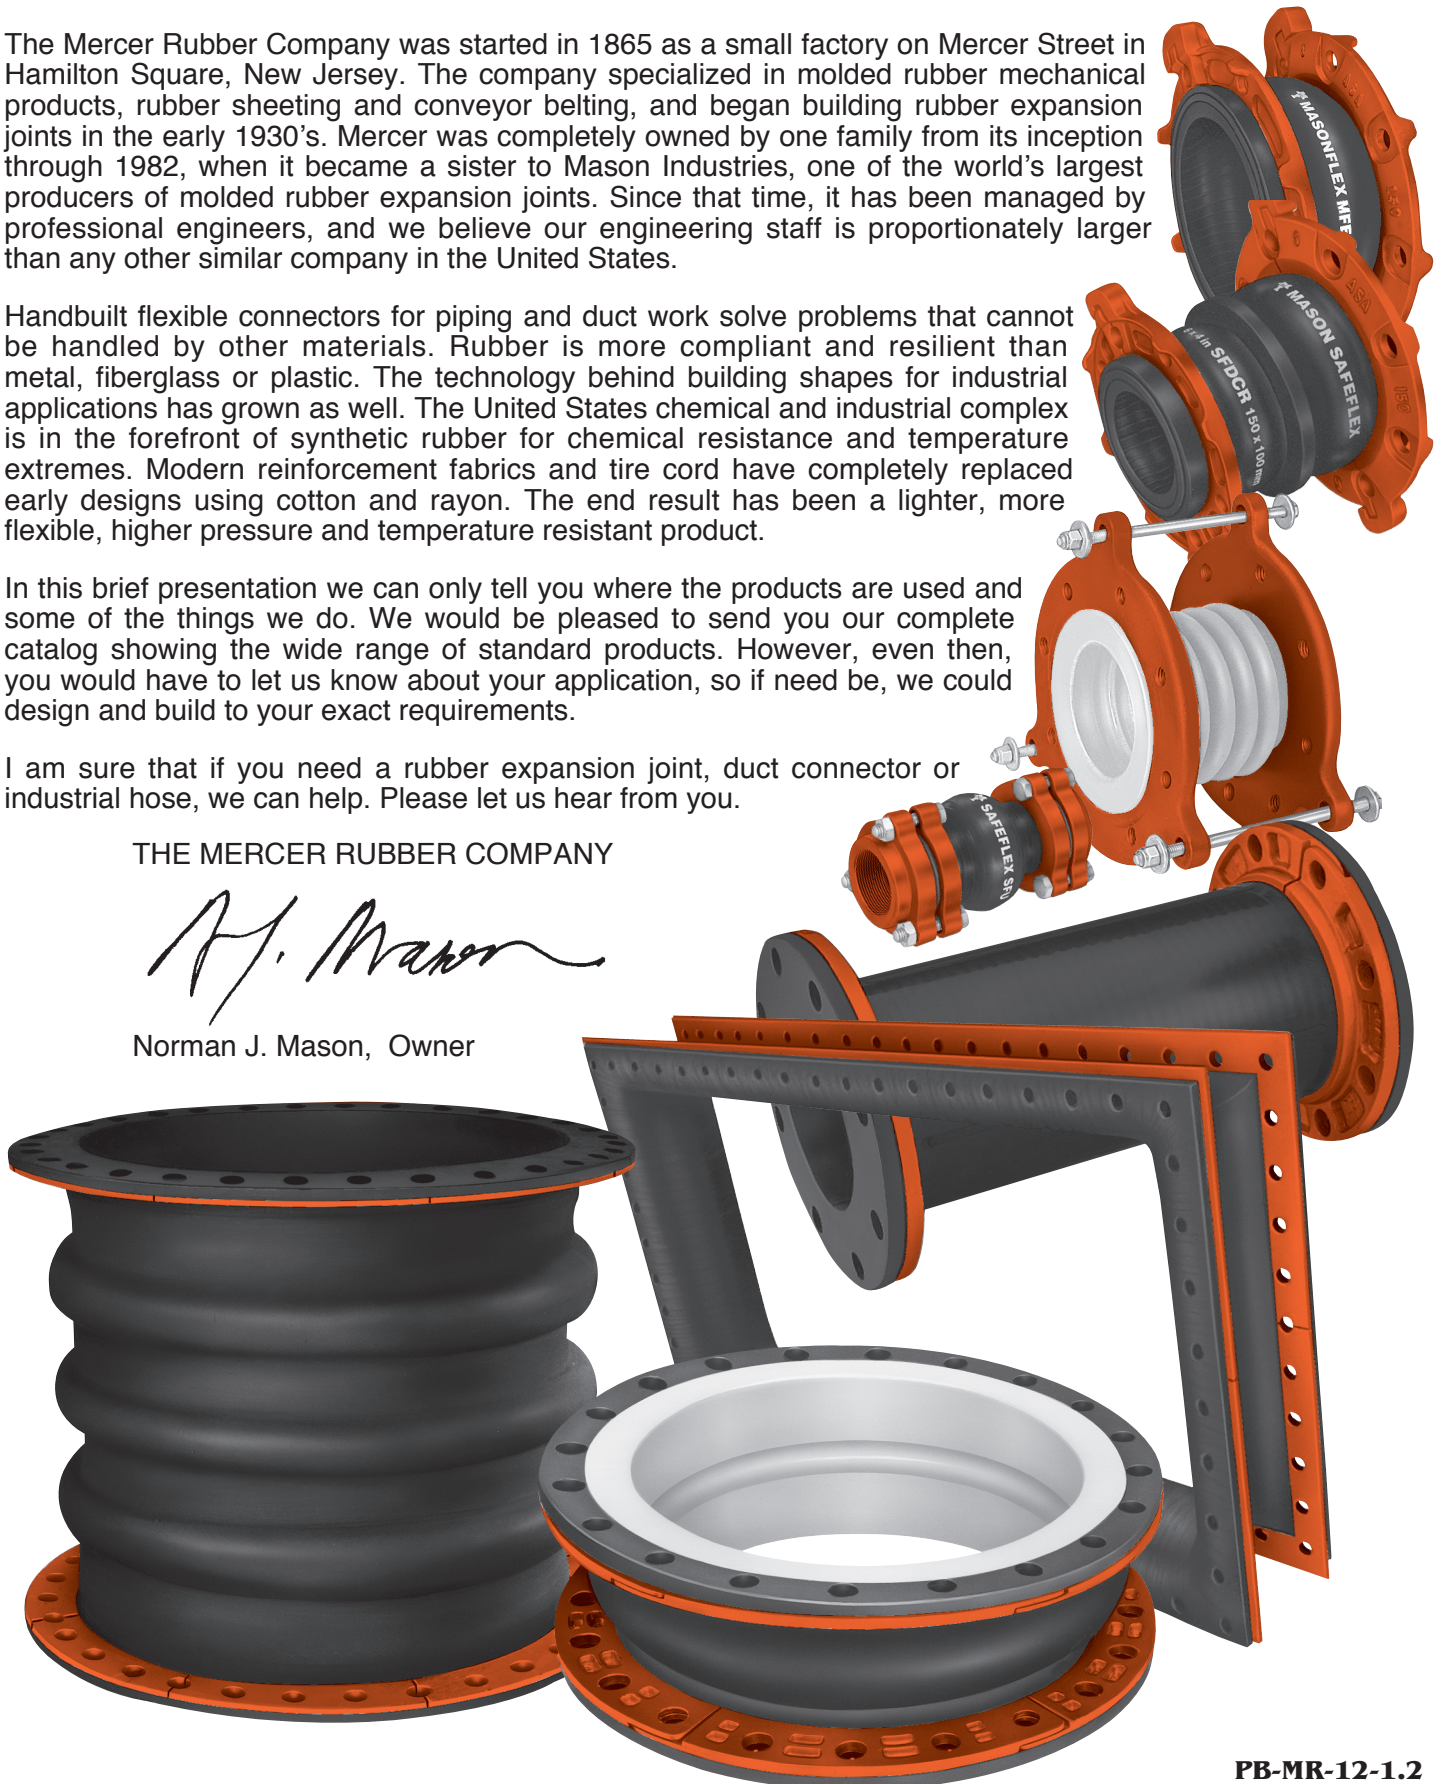 The Mercer Rubber Company was started in 1865 as a small factory on Mercer Street in
Hamilton Square, New Jersey. The company specialized in molded rubber mechanical
products, rubber sheeting and conveyor belting, and began building rubber expansion
joints in the early 1930’s. Mercer was completely owned by one family from its inception
through 1982, when it became a sister to Mason Industries, one of the world’s largest
producers of molded rubber expansion joints. Since that time, it has been managed by
professional engineers, and we believe our engineering staff is proportionately larger
than any other similar company in the United States.
Handbuilt flexible connectors for piping and duct work solve problems that cannot
be handled by other materials. Rubber is more compliant and resilient than
metal, fiberglass or plastic. The technology behind building shapes for industrial
applications has grown as well. The United States chemical and industrial complex
is in the forefront of synthetic rubber for chemical resistance and temperature
extremes. Modern reinforcement fabrics and tire cord have completely replaced
early designs using cotton and rayon. The end result has been a lighter, more
flexible, higher pressure and temperature resistant product.
In this brief presentation we can only tell you where the products are used and
some of the things we do. We would be pleased to send you our complete
catalog showing the wide range of standard products. However, even then,
you would have to let us know about your application, so if need be, we could
design and build to your exact requirements.
I am sure that if you need a rubber expansion joint, duct connector or
industrial hose, we can help. Please let us hear from you.
THE MERCER RUBBER COMPANY
N.J. Mason
Norman J. Mason, Owner
MASONFLEX
ASA
150
MASON SAFEFLEX
6 x 4 in SFDCR 150 x 100 mm
SAFEFLEX SFU
PB-MR-12-1.2